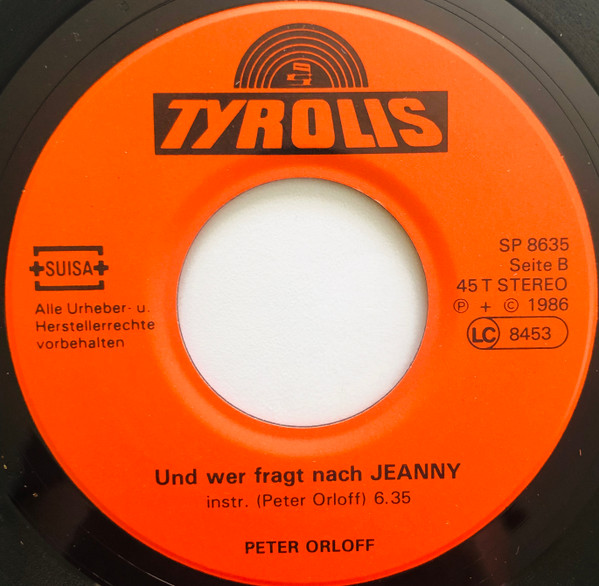 TYROLIS
SUISA
Alle Urheber- u.
Herstellerrechte
vorbehalten
SP 8635
Seite B
45 T STEREO
Ⓟ + © 1986
LC 8453
Und wer fragt nach JEANNY
instr. (Peter Orloff) 6.35
PETER ORLOFF